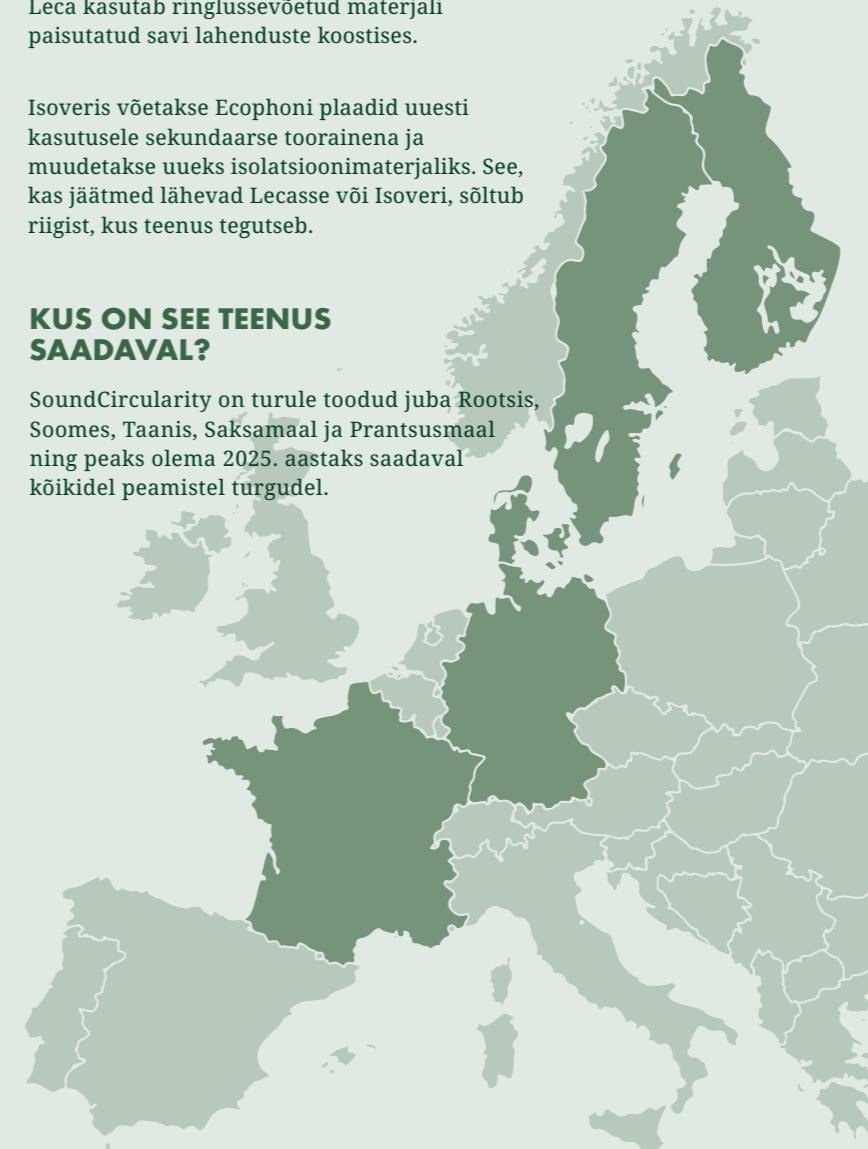 Leca kasutab ringlussevõetud materjali
paisutatud savi lahenduste koostises.
Isoveris võetakse Ecophoni plaadid uuesti
kasutusele sekundaarse toorainena ja
muudetakse uueks isolatsioonimaterjaliks. See,
kas jäätmed lähevad Lecasse või Isoveri, sõltub
riigist, kus teenus tegutseb.
KUS ON SEE TEENUS
SAADAVAL?
SoundCircularity on turule toodud juba Rootsis,
Soomes, Taanis, Saksamaal ja Prantsusmaal
ning peaks olema 2025. aastaks saadaval
kõikidel peamistel turgudel.